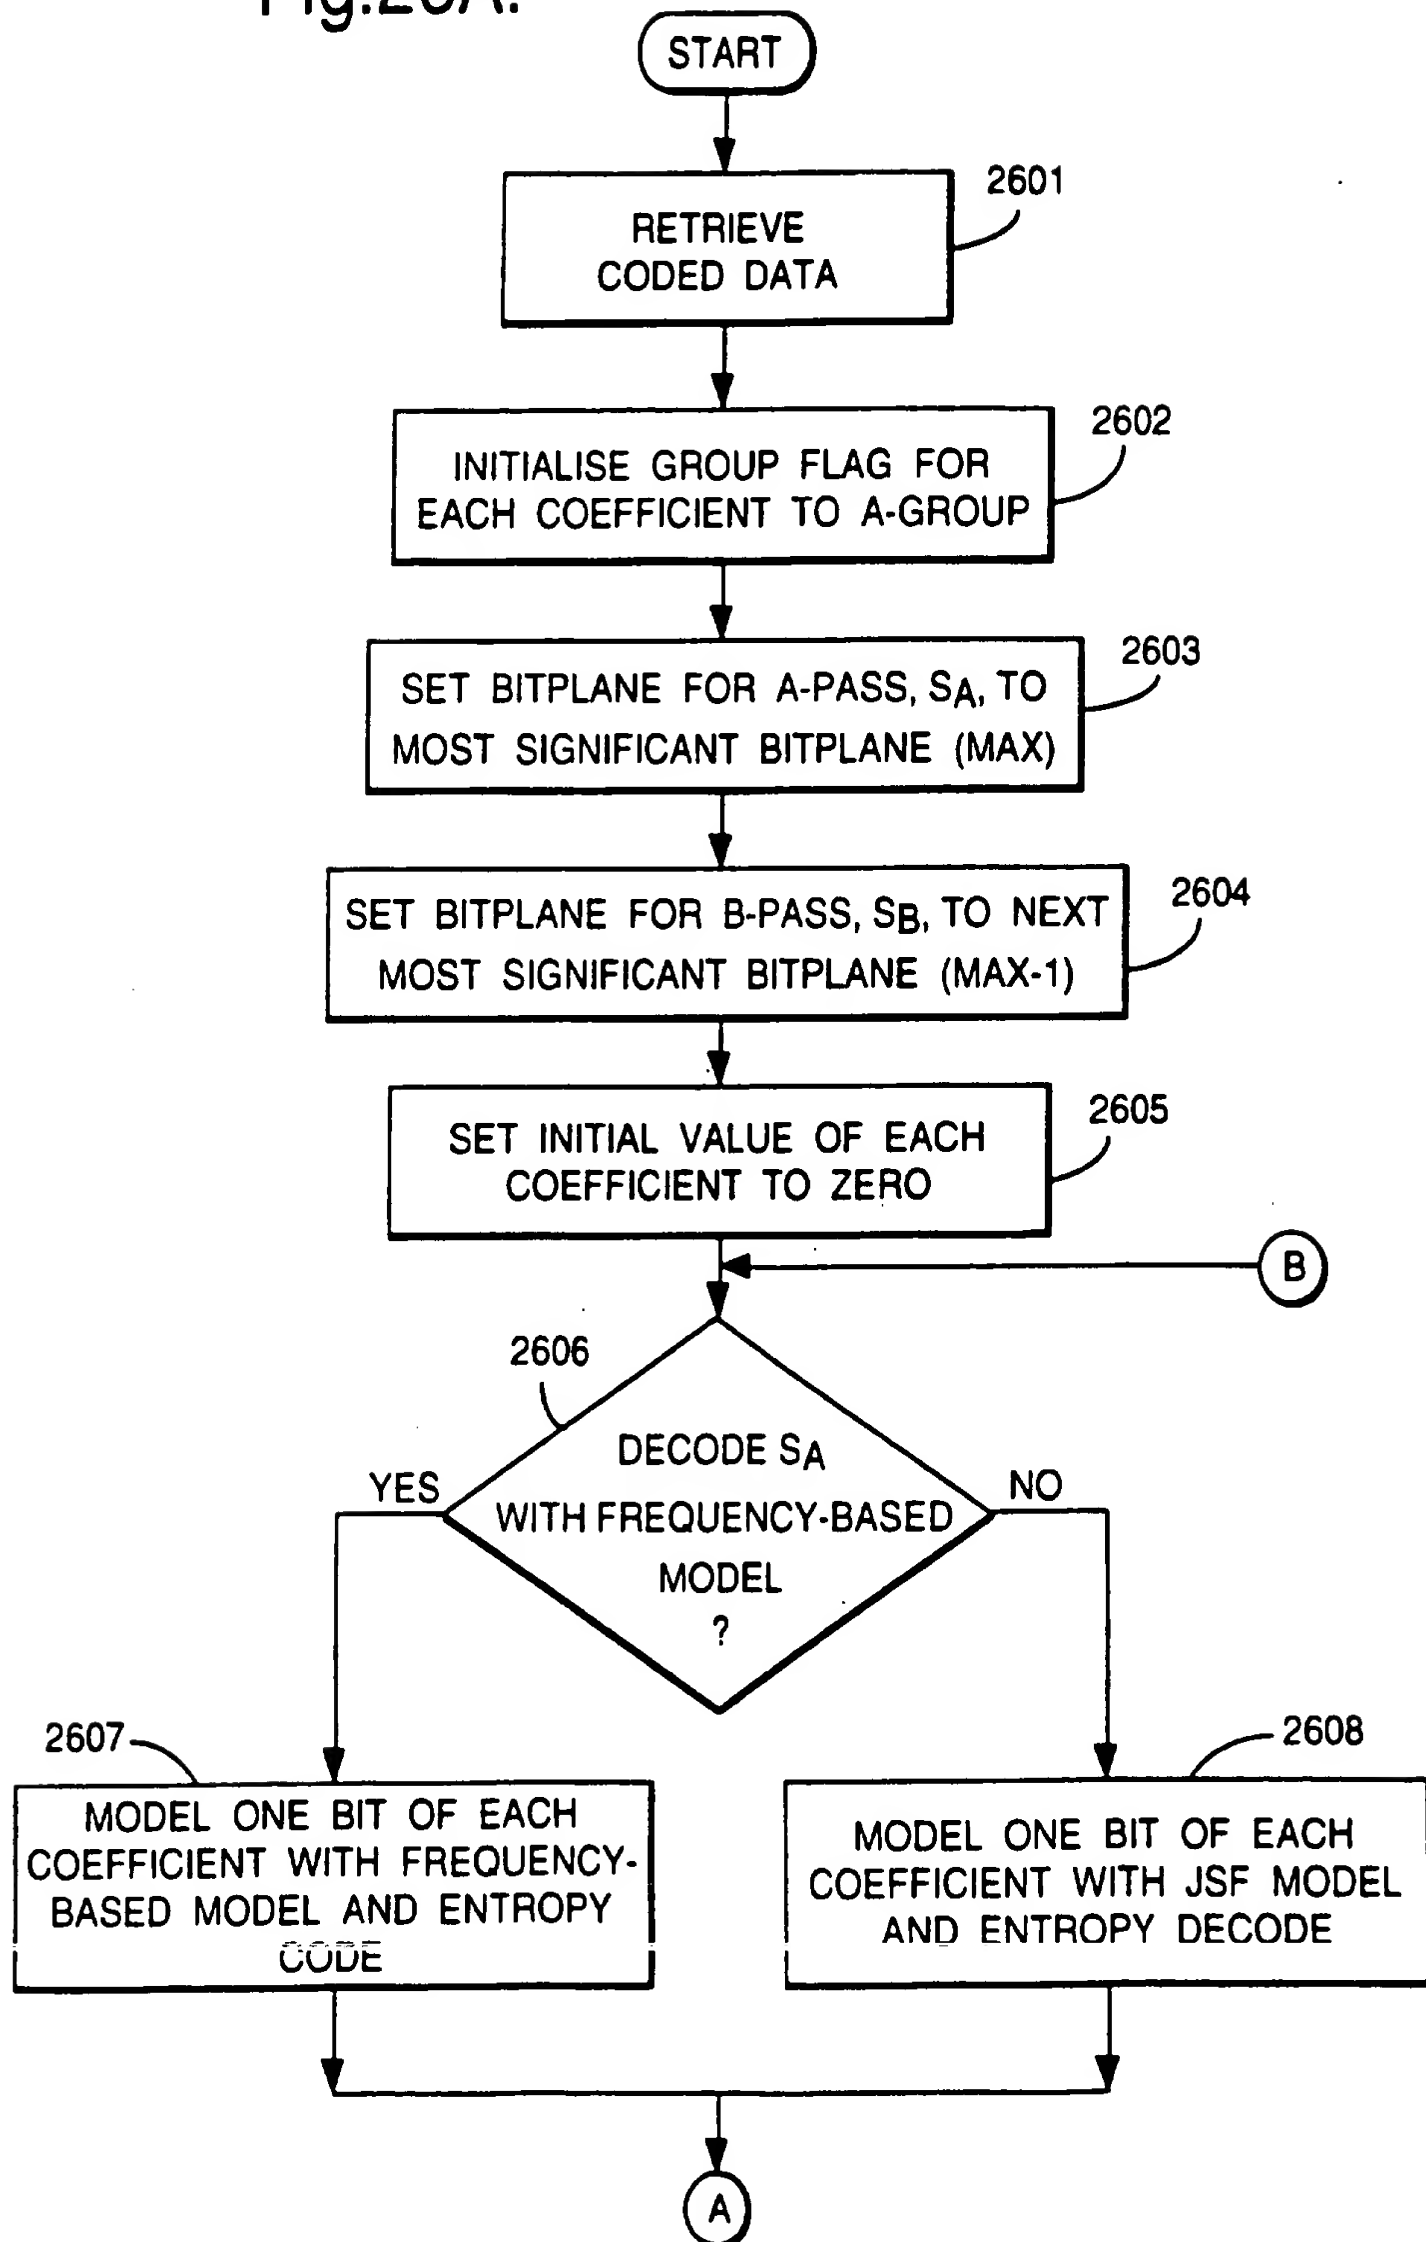 Fig.26A.
START
2601
RETRIEVE
CODED DATA
2602
INITIALISE GROUP FLAG FOR
EACH COEFFICIENT TO A-GROUP
2603
SET BITPLANE FOR A-PASS, SA, TO
MOST SIGNIFICANT BITPLANE (MAX)
2604
SET BITPLANE FOR B-PASS, SB, TO NEXT
MOST SIGNIFICANT BITPLANE (MAX-1)
2605
SET INITIAL VALUE OF EACH
COEFFICIENT TO ZERO
B
2606
DECODE SA
WITH FREQUENCY-BASED
MODEL
?
YES
NO
2607
MODEL ONE BIT OF EACH
COEFFICIENT WITH FREQUENCY-
BASED MODEL AND ENTROPY
CODE
2608
MODEL ONE BIT OF EACH
COEFFICIENT WITH JSF MODEL
AND ENTROPY DECODE
A